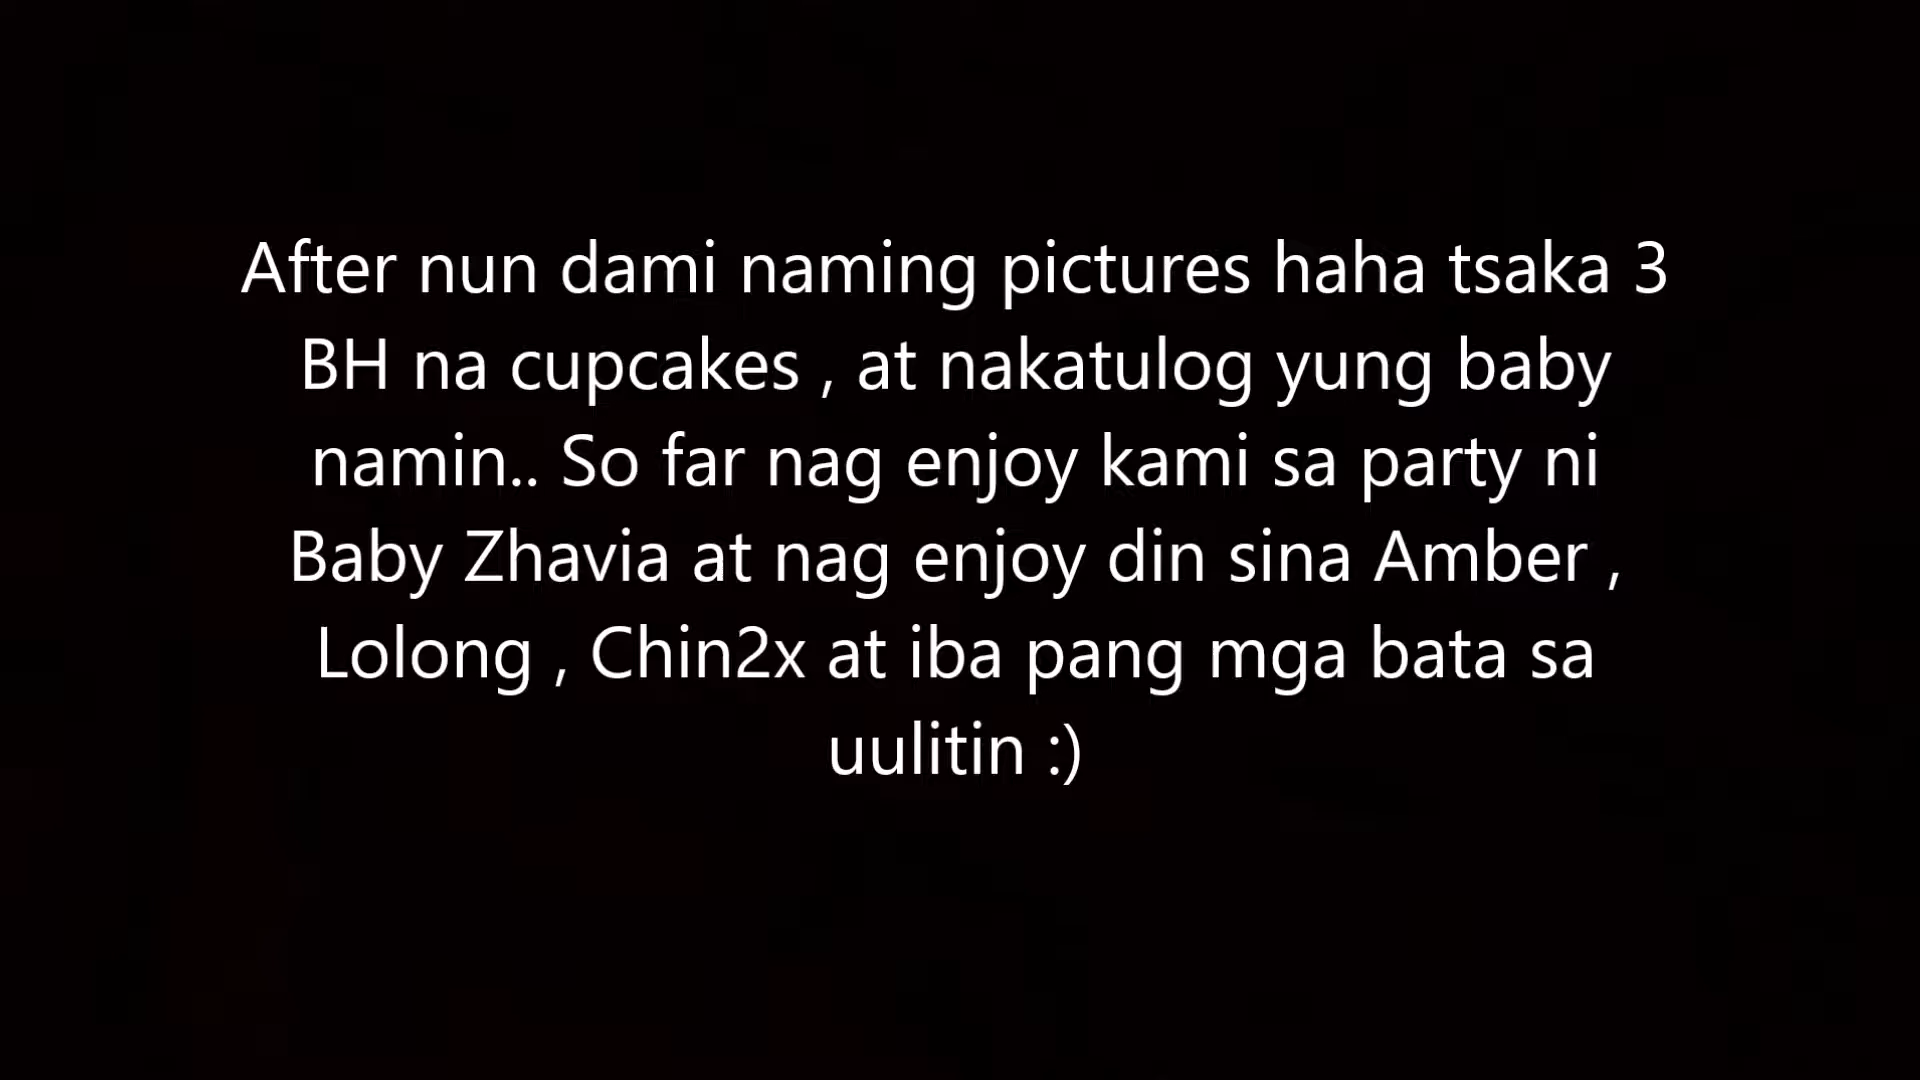 After nun dami naming pictures haha tsaka 3
BH na cupcakes , at nakatulog yung baby
namin.. So far nag enjoy kami sa party ni
Baby Zhavia at nag enjoy din sina Amber ,
Lolong , Chin2x at iba pang mga bata sa
uulitin :)